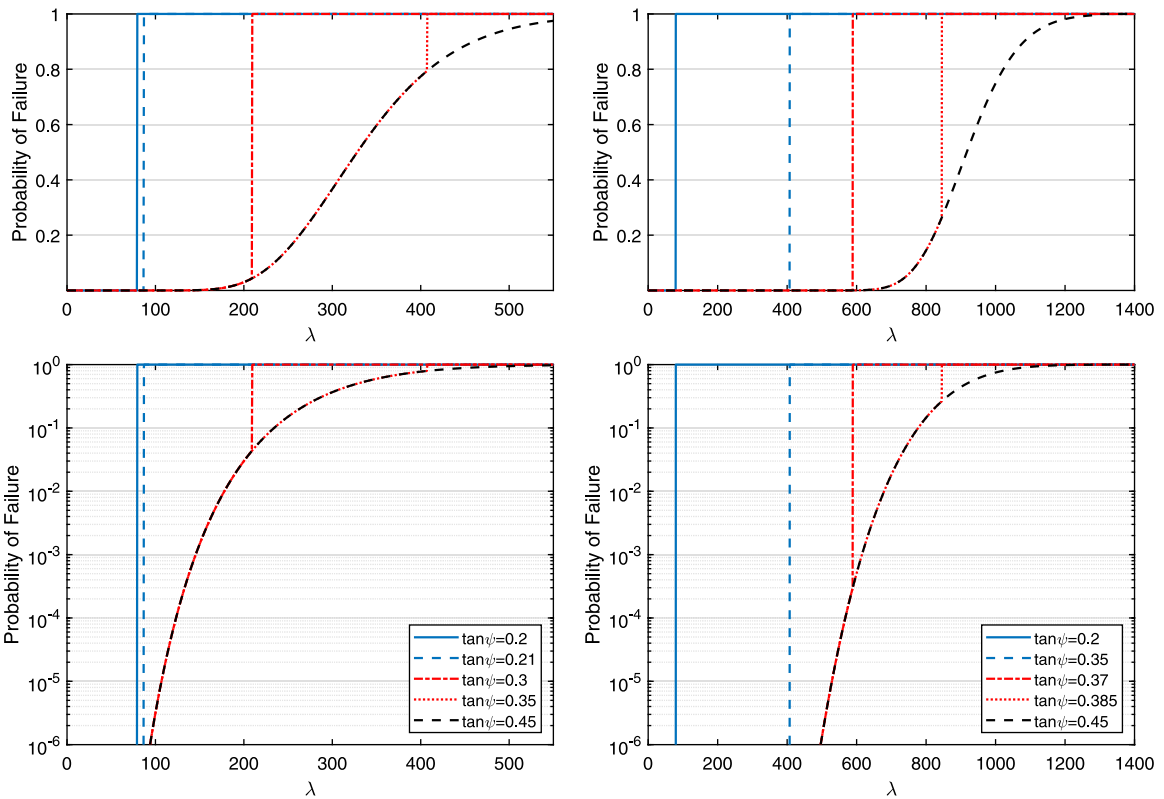 1
0.8
0.6
0.4
0.2
Probability of Failure
0 100 200 300 400 500
λ
1
0.8
0.6
0.4
0.2
Probability of Failure
0 200 400 600 800 1000 1200 1400
λ
10^0
10^-1
10^-2
10^-3
10^-4
10^-5
10^-6
Probability of Failure
tanψ=0.2
tanψ=0.21
tanψ=0.3
tanψ=0.35
tanψ=0.45
0 100 200 300 400 500
λ
10^0
10^-1
10^-2
10^-3
10^-4
10^-5
10^-6
Probability of Failure
tanψ=0.2
tanψ=0.35
tanψ=0.37
tanψ=0.385
tanψ=0.45
0 200 400 600 800 1000 1200 1400
λ